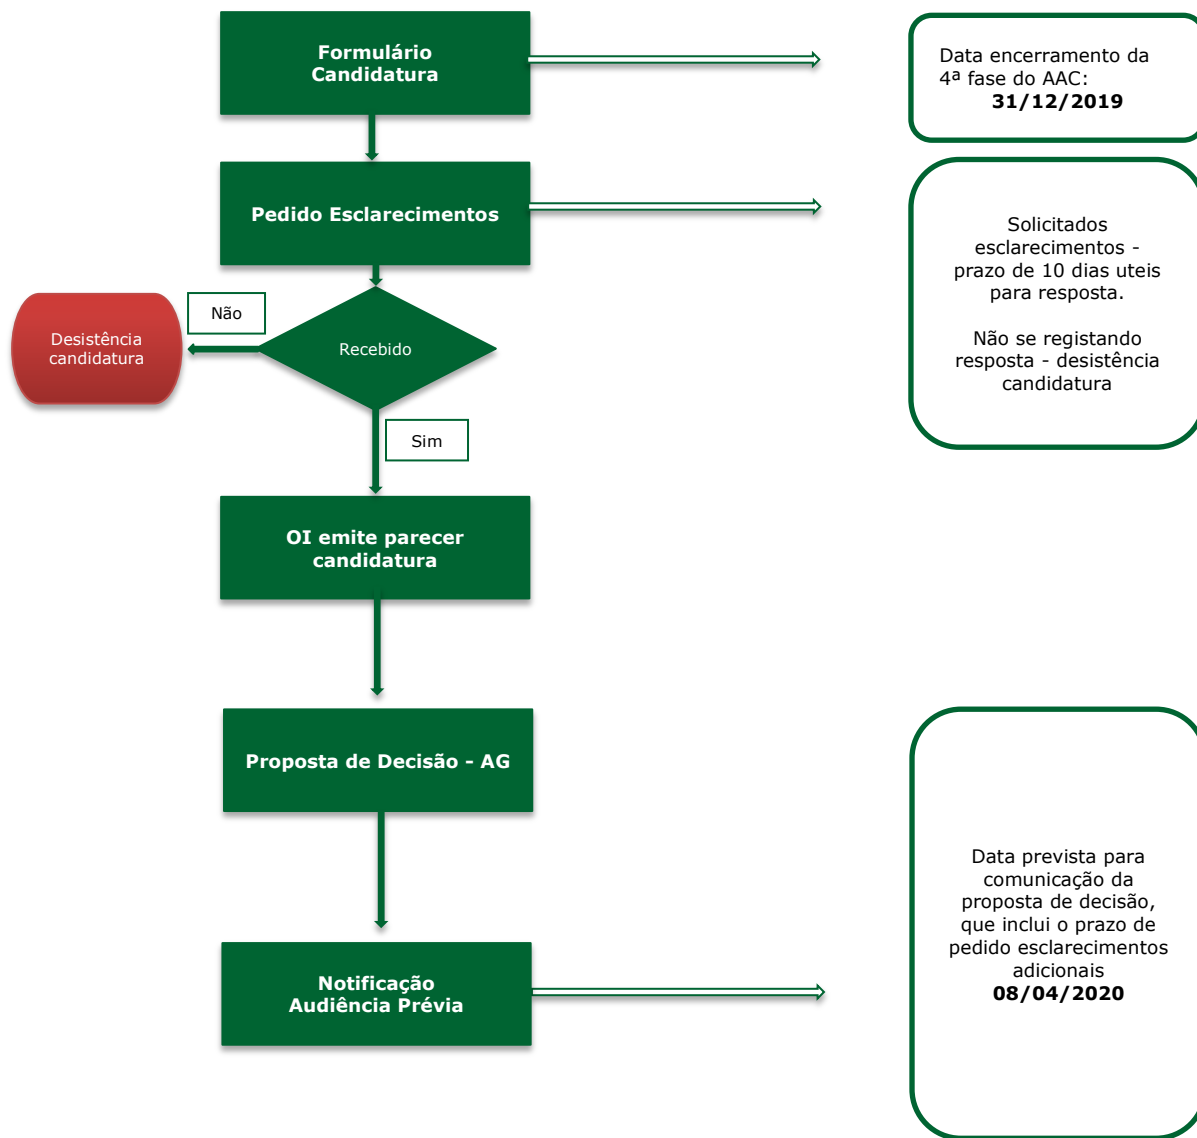 Formulário
Candidatura
Data encerramento da
4ª fase do AAC:
31/12/2019
Pedido Esclarecimentos
Solicitados
esclarecimentos -
prazo de 10 dias uteis
para resposta.
Não se registando
resposta - desistência
candidatura
Não
Desistência
candidatura
Recebido
Sim
OI emite parecer
candidatura
Proposta de Decisão - AG
Data prevista para
comunicação da
proposta de decisão,
que inclui o prazo de
pedido esclarecimentos
adicionais
08/04/2020
Notificação
Audiência Prévia